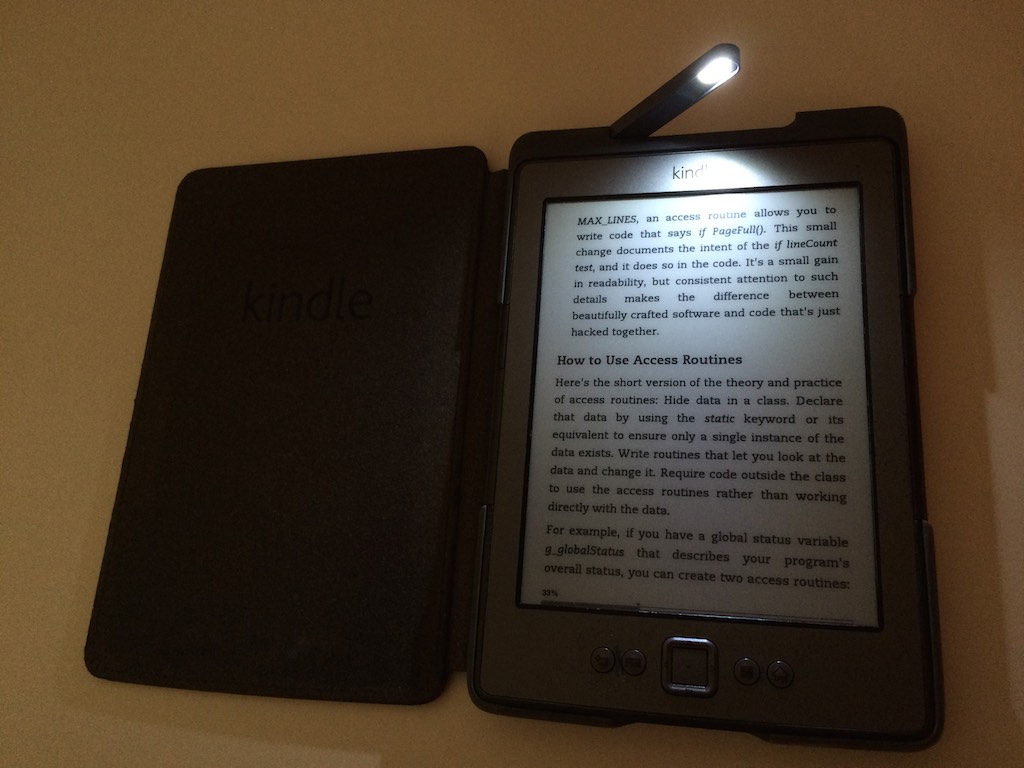 kindle
kindle
MAX_LINES, an access routine allows you to
write code that says if PageFull(). This small
change documents the intent of the if lineCount
test, and it does so in the code. It's a small gain
in readability, but consistent attention to such
details makes the difference between
beautifully crafted software and code that's just
hacked together.
How to Use Access Routines
Here's the short version of the theory and practice
of access routines: Hide data in a class. Declare
that data by using the static keyword or its
equivalent to ensure only a single instance of the
data exists. Write routines that let you look at the
data and change it. Require code outside the class
to use the access routines rather than working
directly with the data.
For example, if you have a global status variable
g_globalStatus that describes your program's
overall status, you can create two access routines:
33%